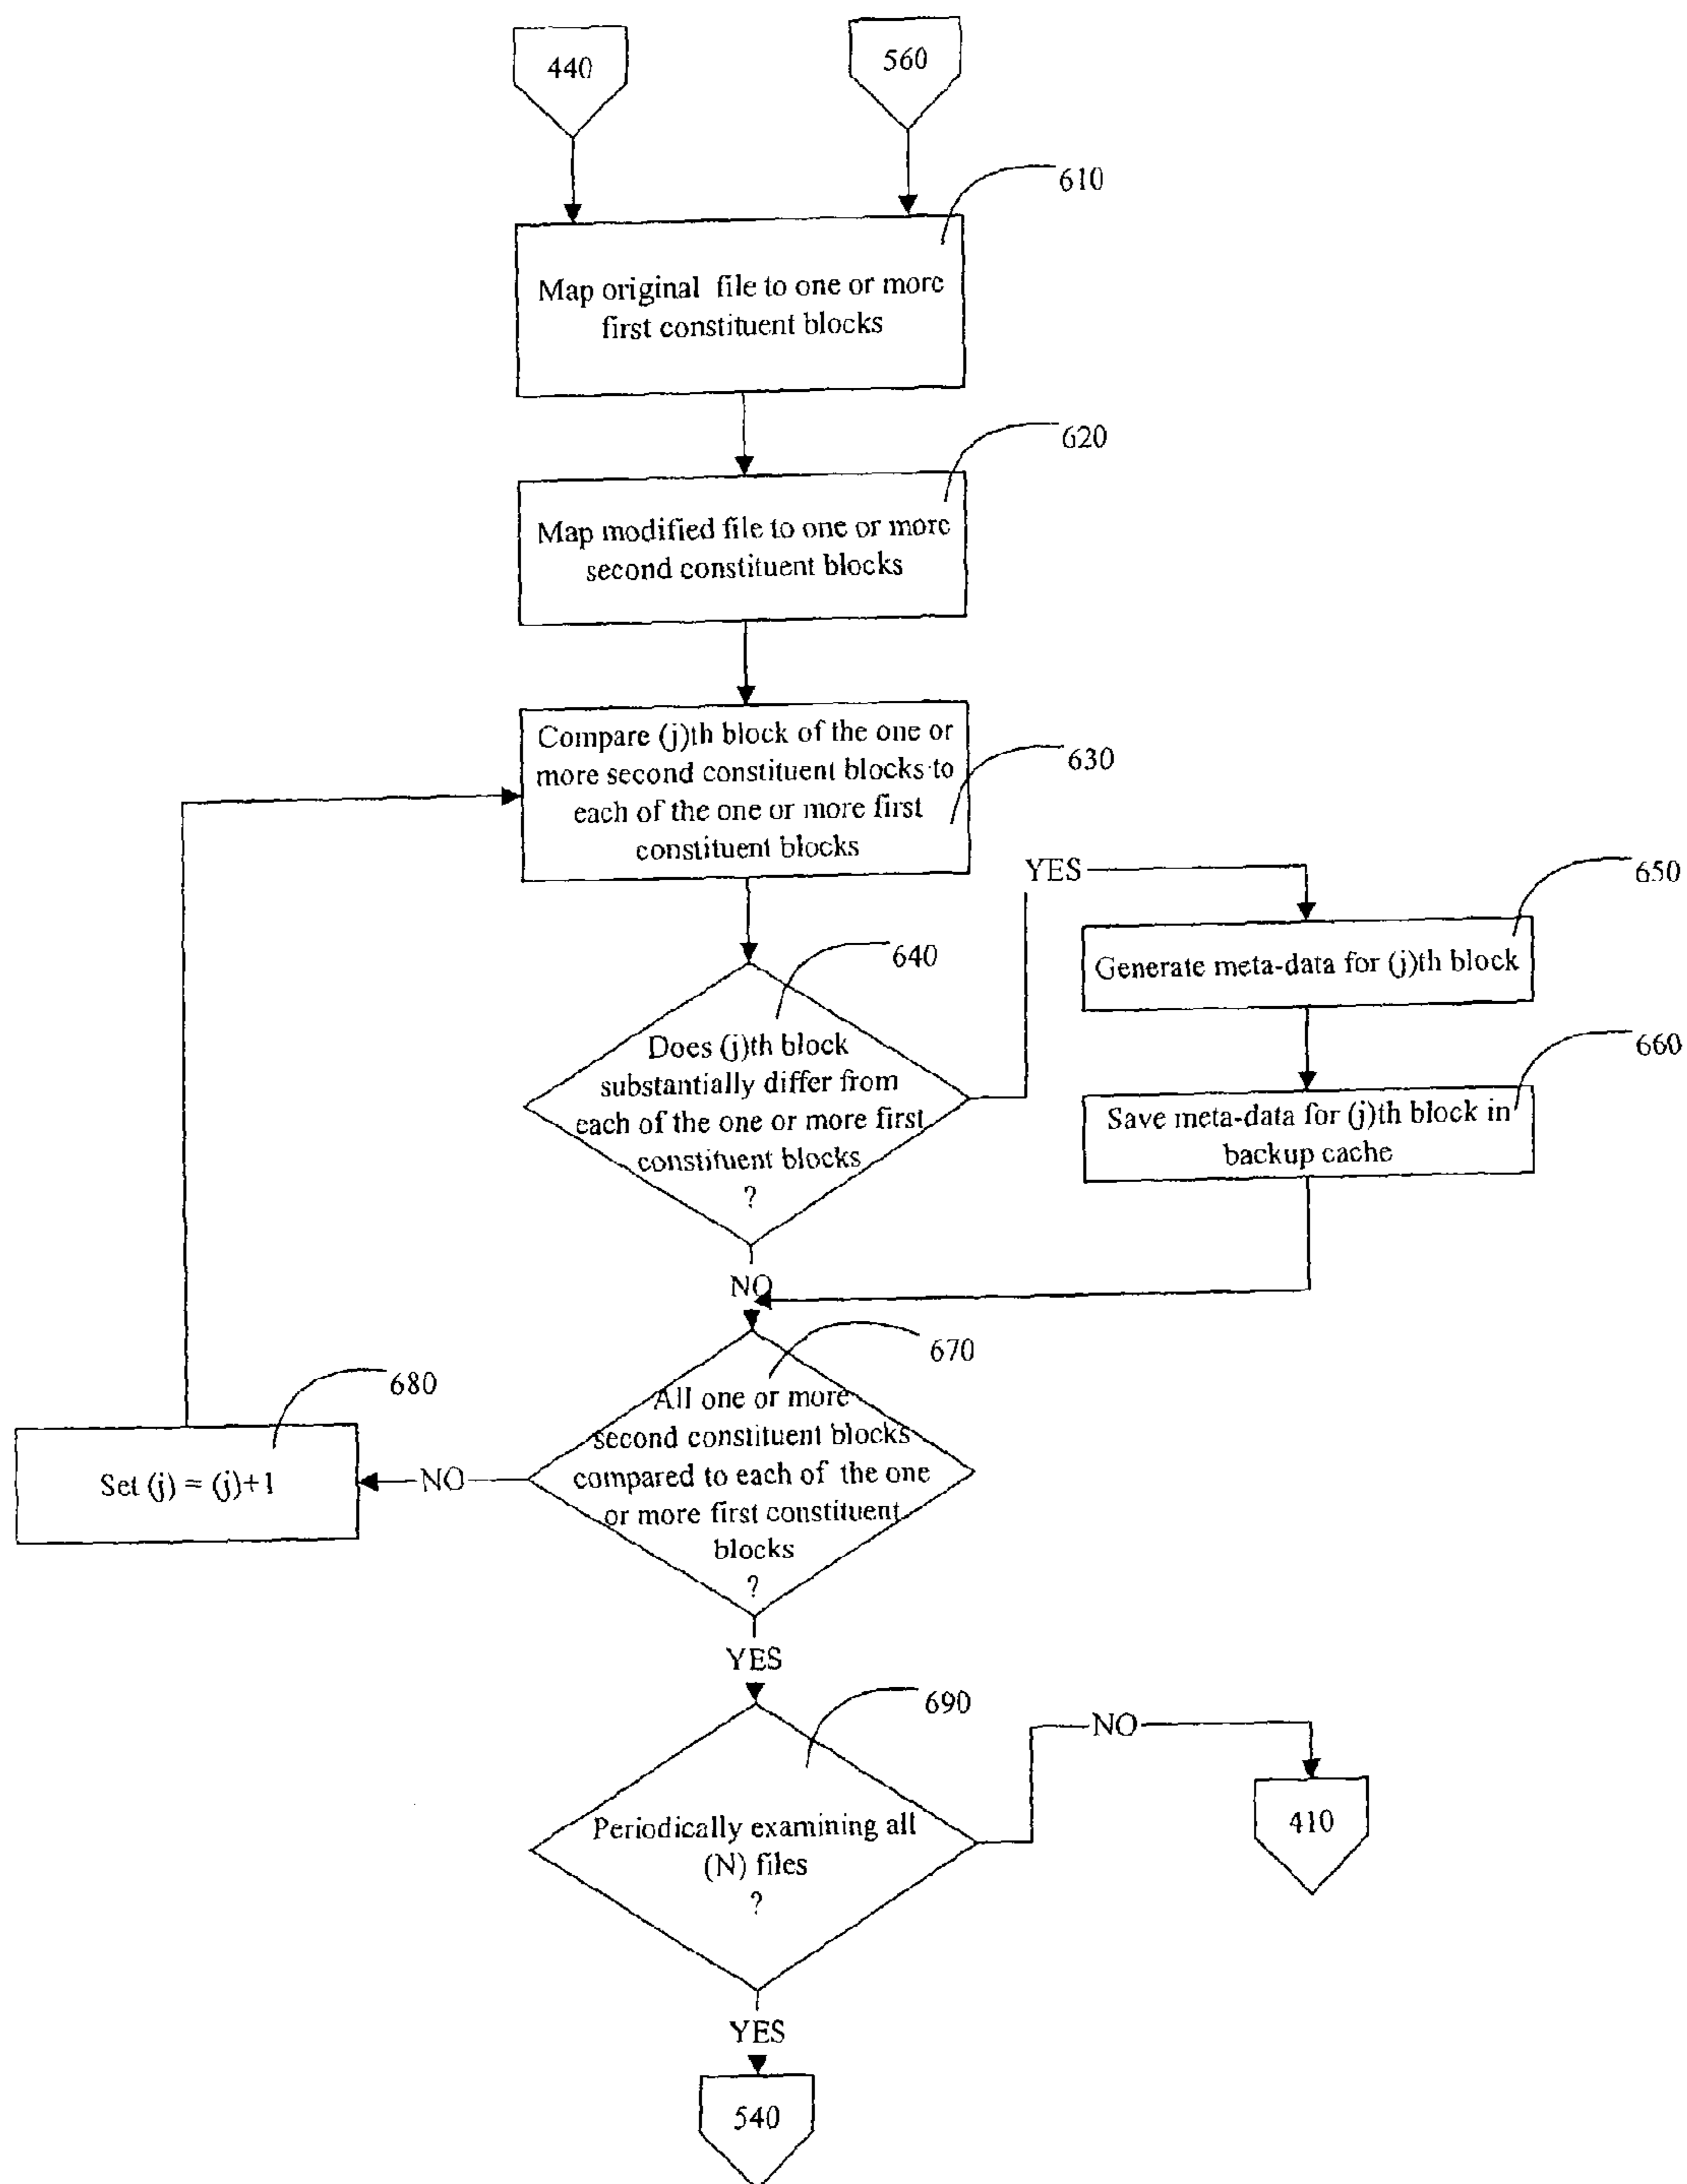 440
560
610
Map original file to one or more
first constituent blocks
620
Map modified file to one or more
second constituent blocks
Compare (j)th block of the one or
more second constituent blocks to
each of the one or more first
constituent blocks
630
YES
650
Generate meta-data for (j)th block
640
Does (j)th block
substantially differ from
each of the one or more first
constituent blocks
?
660
Save meta-data for (j)th block in
backup cache
NO
670
All one or more
second constituent blocks
compared to each of the one
or more first constituent
blocks
?
680
Set (j) = (j)+1
NO
YES
690
NO
Periodically examining all
(N) files
?
410
YES
540